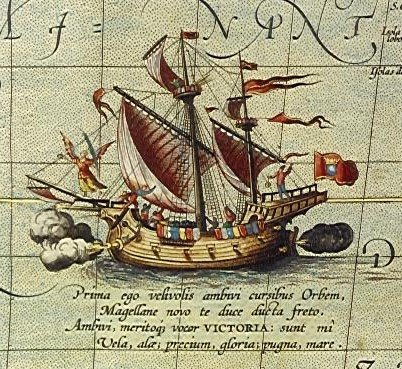 Prima ego velivolis ambivi cursibus Orbem,
Magellane novo te duce ducta freto.
Ambivi, meritoq; vocor VICTORIA: sunt mi
Vela, alæ; precium, gloria; pugna, mare.